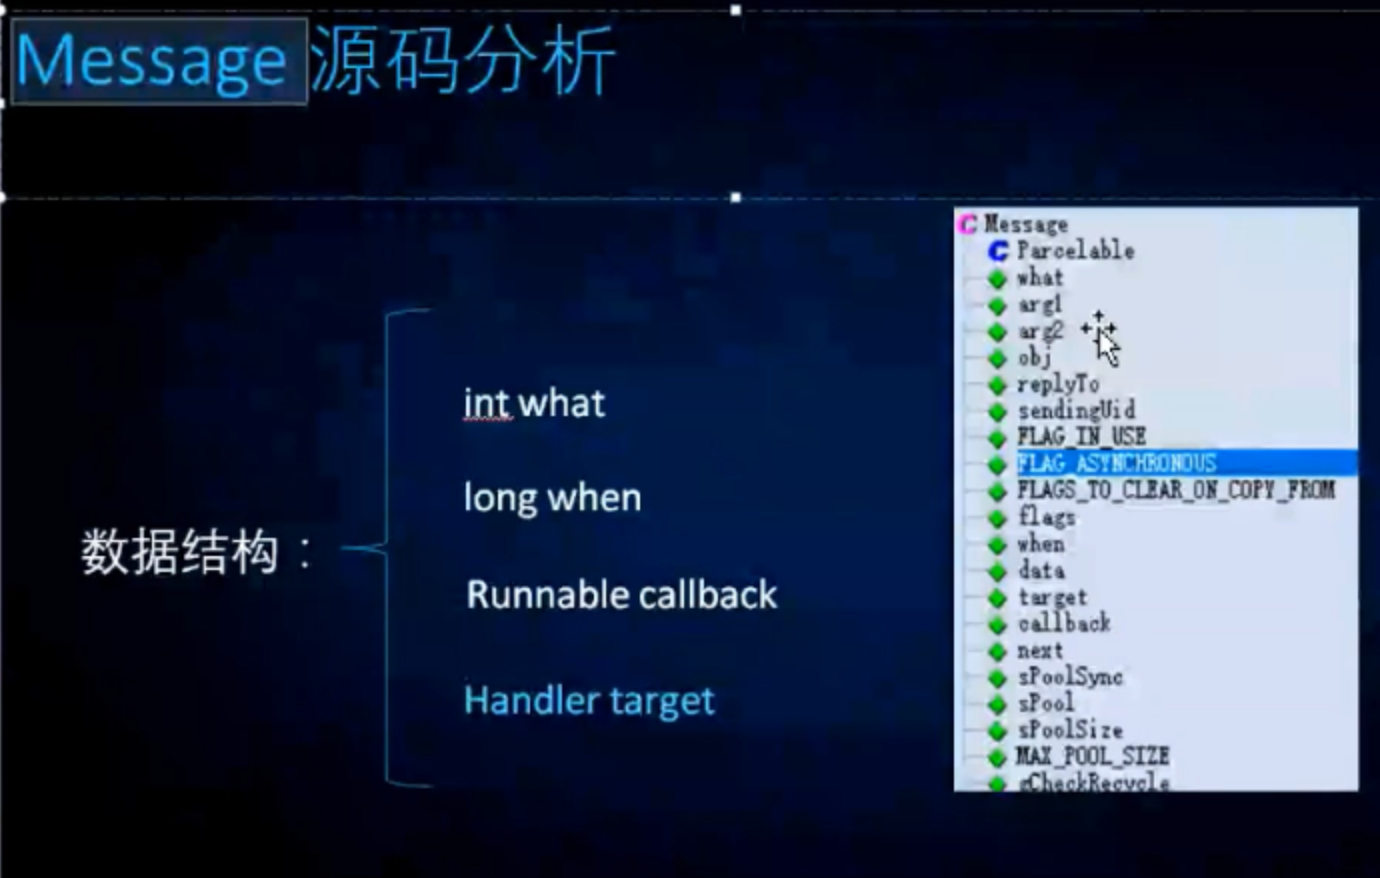 Message 源码分析
数据结构：
int what
long when
Runnable callback
Handler target
Message
Parcelable
what
arg1
arg2
obj
replyTo
sendingUid
FLAG_IN_USE
FLAG_ASYNCHRONOUS
FLAGS_TO_CLEAR_ON_COPY_FROM
flags
when
data
target
callback
next
sPoolSync
sPool
sPoolSize
MAX_POOL_SIZE
gCheckRecycle